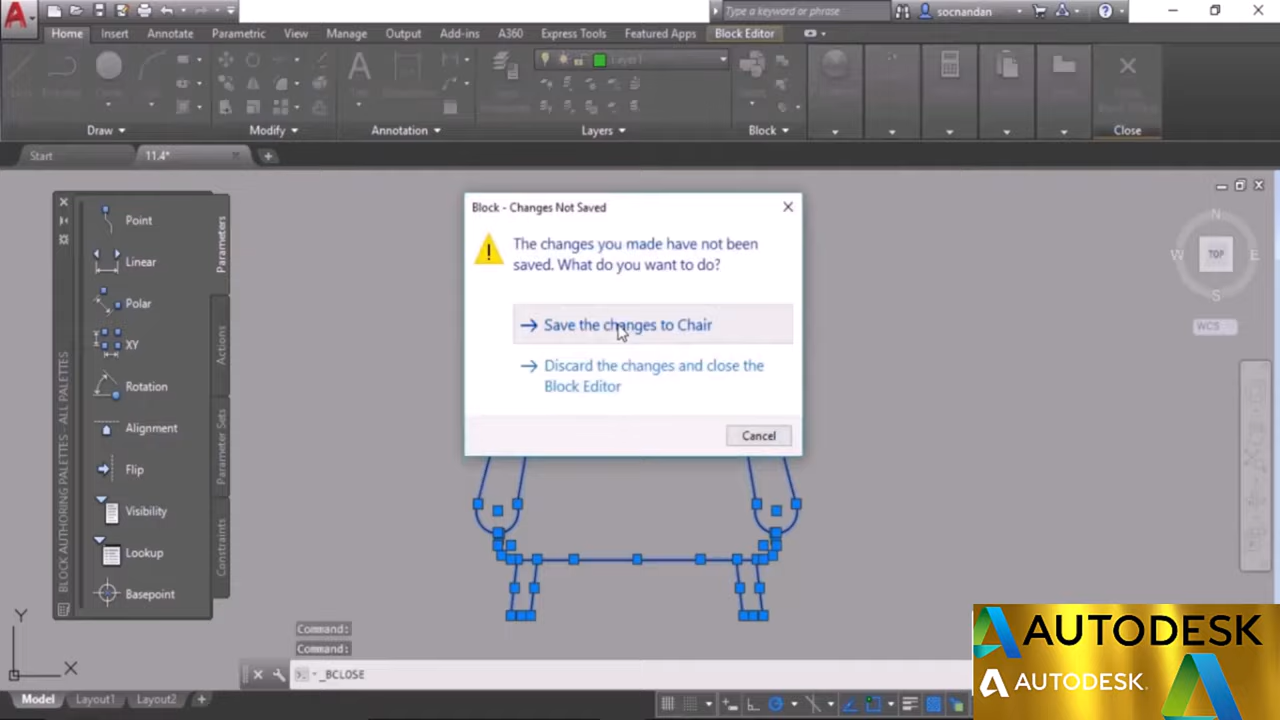 Type a keyword or phrase
socnandan
Home
Insert
Annotate
Parametric
View
Manage
Output
Add-ins
A360
Express Tools
Featured Apps
Block Editor
Layer1
Draw
Modify
Annotation
Layers
Block
Close
Start
11.4*
Point
Linear
Polar
XY
Rotation
Alignment
Flip
Visibility
Lookup
Basepoint
Parameters
Actions
Parameter Sets
Constraints
BLOCK AUTHORING PALETTES - ALL PALETTES
Block - Changes Not Saved
The changes you made have not been
saved. What do you want to do?
Save the changes to Chair
Discard the changes and close the
Block Editor
Cancel
N
W
TOP
E
S
WCS
Y
X
Command:
Command:
_BCLOSE
Model
Layout1
Layout2
AUTODESK
AUTODESK.